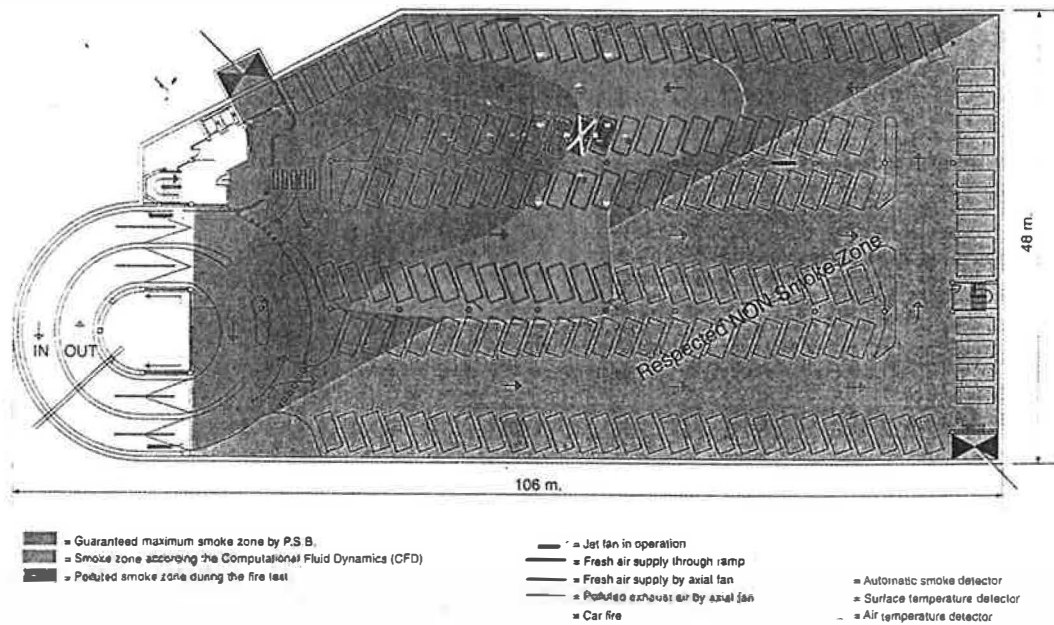 48 m.
IN OUT
Respected NON Smoke Zone
106 m.
= Guaranteed maximum smoke zone by P.S.B.
= Smoke zone according the Computational Fluid Dynamics (CFD)
= Polluted smoke zone during the fire test
= Jet fan in operation
= Fresh air supply through ramp
= Fresh air supply by axial fan
= Polluted exhaust air by axial fan
= Car fire
= Automatic smoke detector
= Surface temperature detector
= Air temperature detector